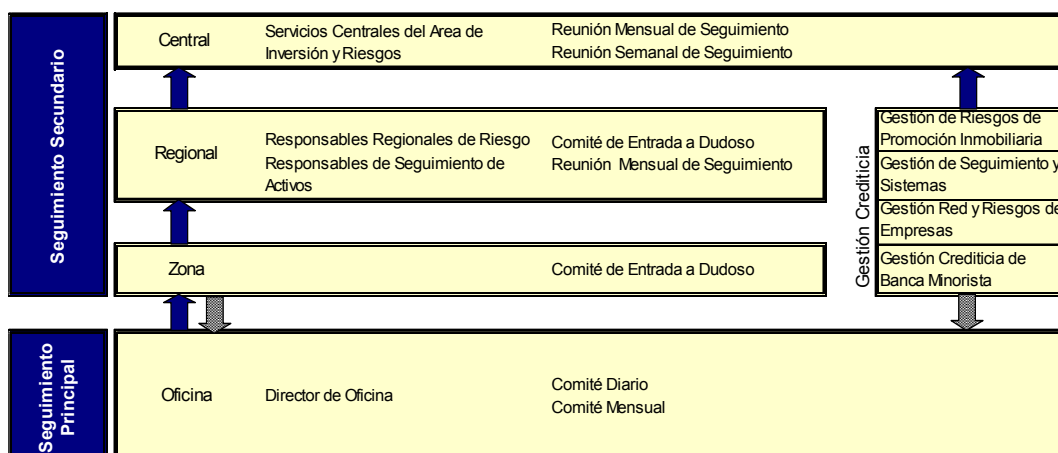 Seguimiento Secundario
Central
Servicios Centrales del Area de
Inversión y Riesgos
Reunión Mensual de Seguimiento
Reunión Semanal de Seguimiento
Regional
Responsables Regionales de Riesgo
Responsables de Seguimiento de
Activos
Comité de Entrada a Dudoso
Reunión Mensual de Seguimiento
Zona
Comité de Entrada a Dudoso
Gestión Crediticia
Gestión de Riesgos de
Promoción Inmobiliaria
Gestión de Seguimiento y
Sistemas
Gestión Red y Riesgos de
Empresas
Gestión Crediticia de
Banca Minorista
Seguimiento
Principal
Oficina
Director de Oficina
Comité Diario
Comité Mensual